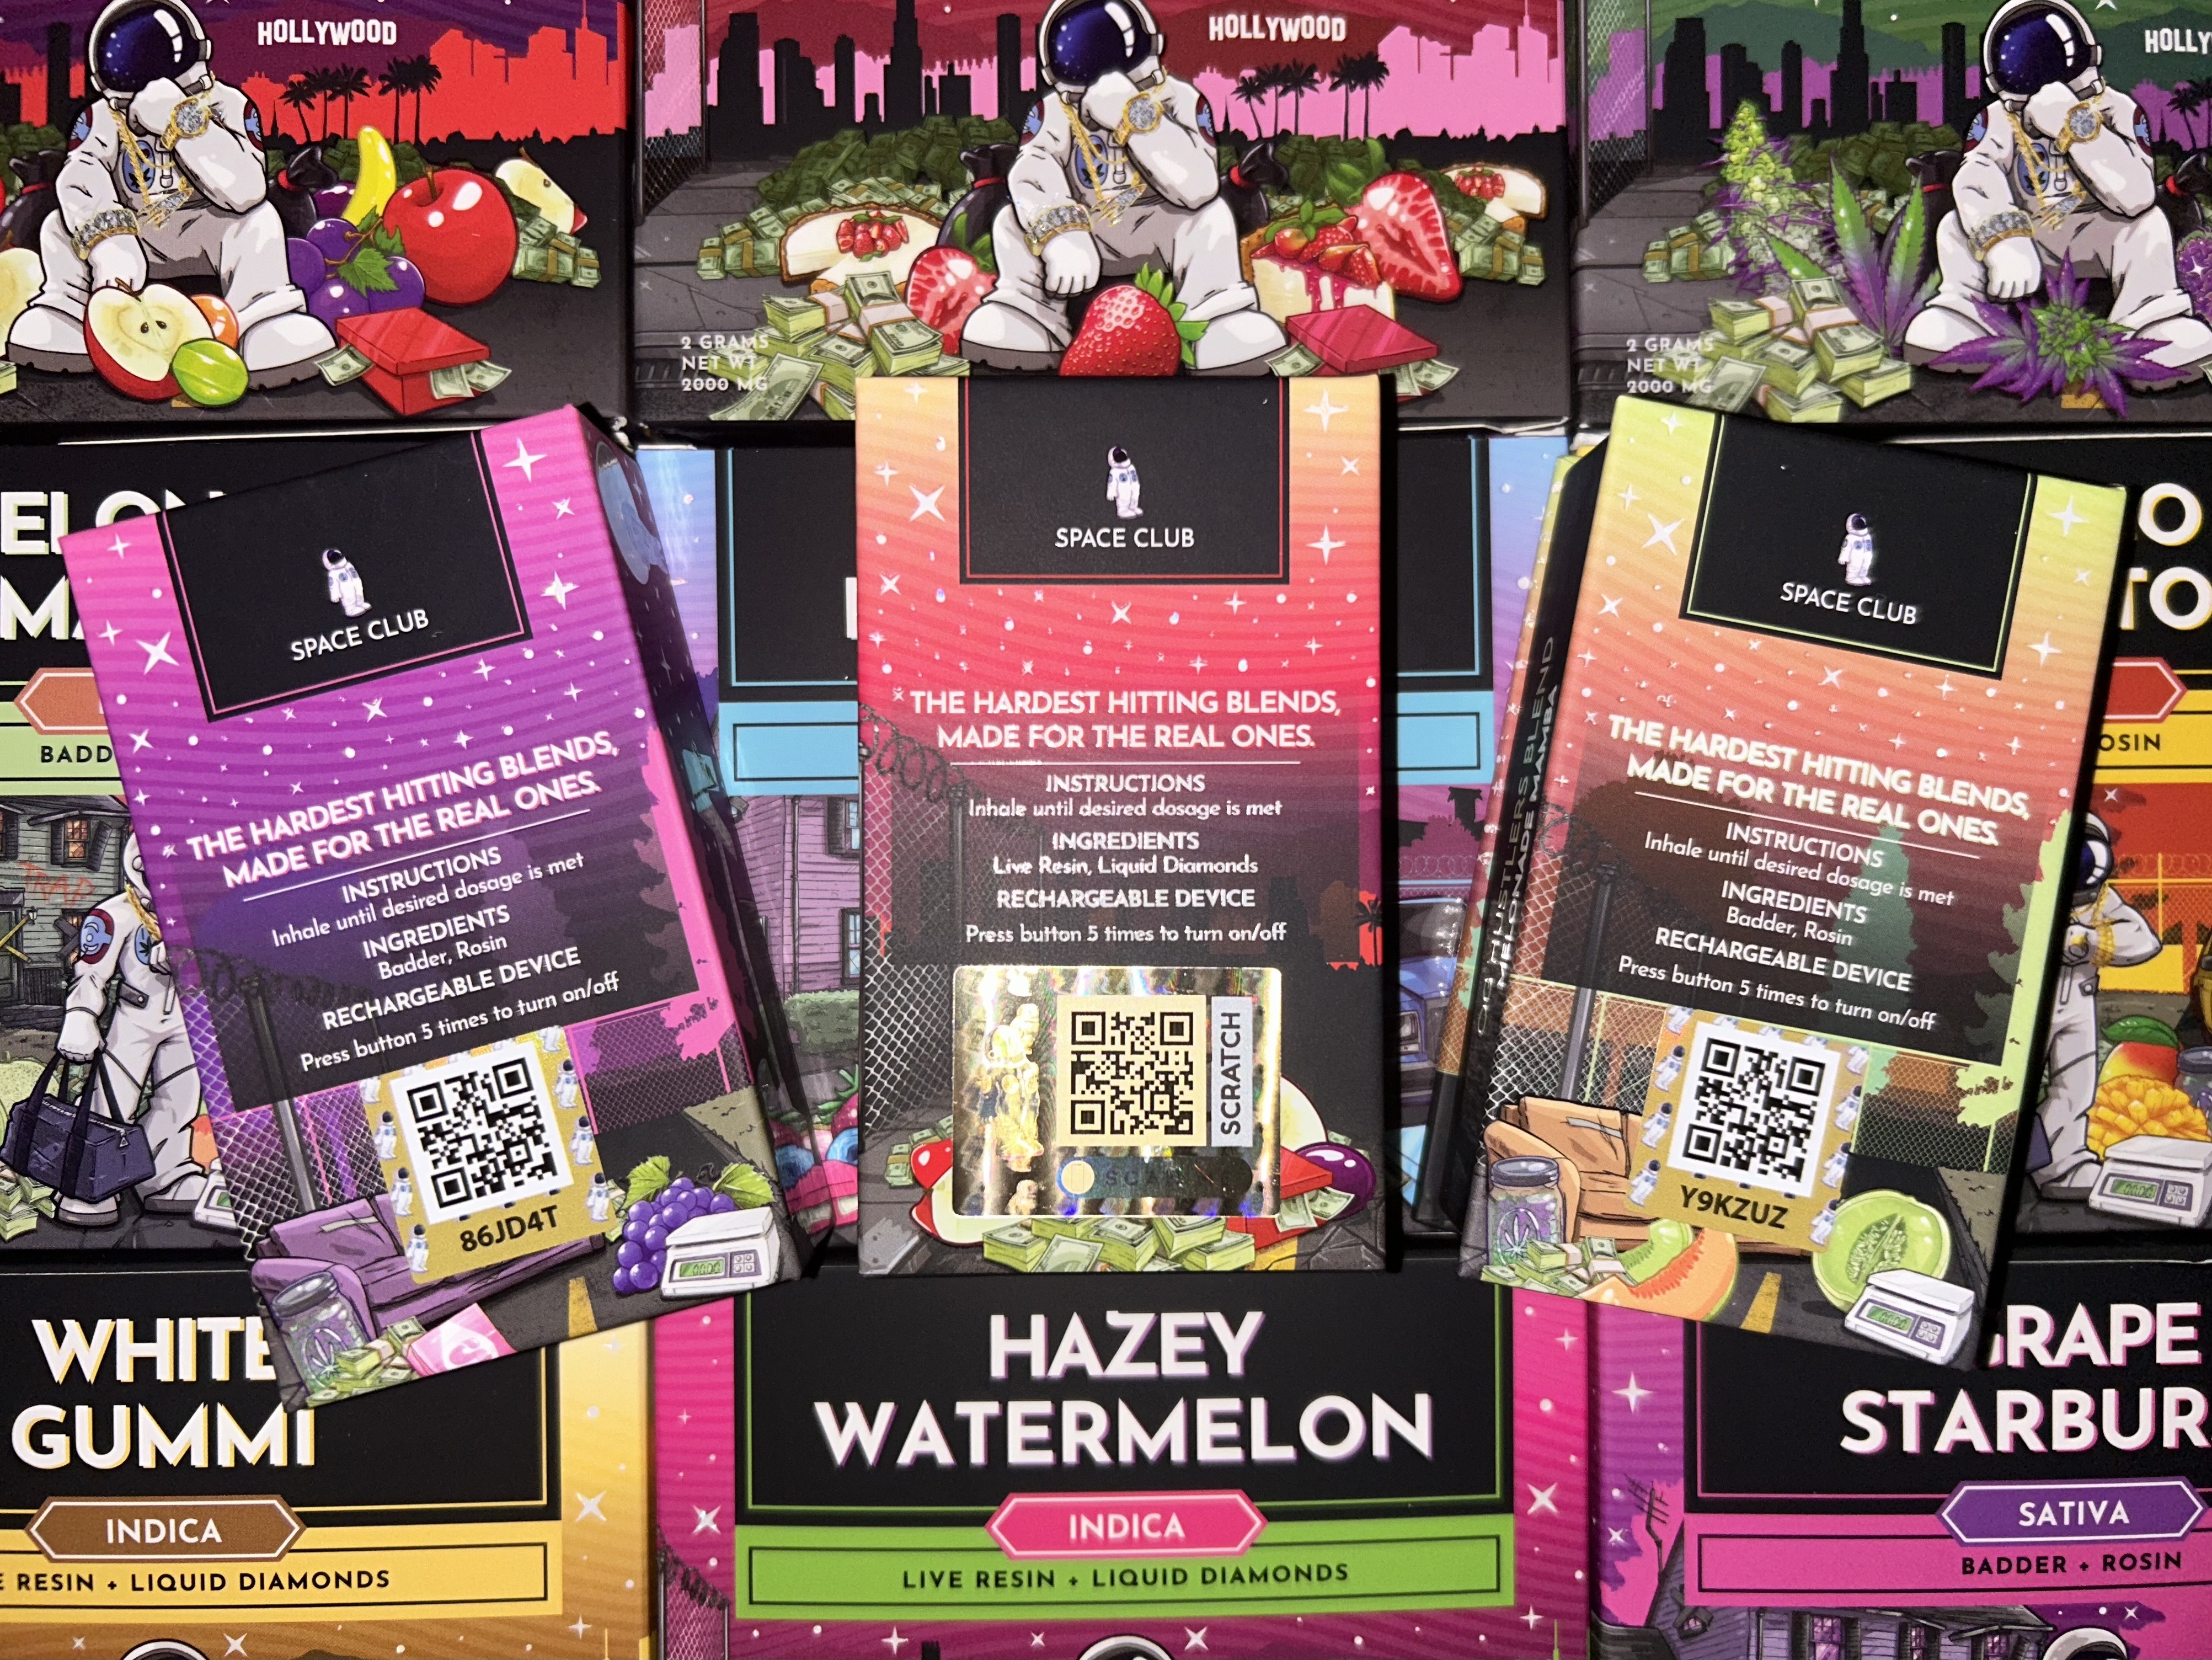 HOLLYWOOD
HOLLYWOOD
HOLLY
2 GRAMS
NET WT
2000 MG
2 GRAMS
NET WT
2000 MG
SPACE CLUB
THE HARDEST HITTING BLENDS,
MADE FOR THE REAL ONES.
INSTRUCTIONS
Inhale until desired dosage is met
INGREDIENTS
Badder, Rosin
RECHARGEABLE DEVICE
Press button 5 times to turn on/off
86JD4T
SPACE CLUB
THE HARDEST HITTING BLENDS,
MADE FOR THE REAL ONES.
INSTRUCTIONS
Inhale until desired dosage is met
INGREDIENTS
Live Resin, Liquid Diamonds
RECHARGEABLE DEVICE
Press button 5 times to turn on/off
SCRATCH
SPACE CLUB
THE HARDEST HITTING BLENDS,
MADE FOR THE REAL ONES.
INSTRUCTIONS
Inhale until desired dosage is met
INGREDIENTS
Badder, Rosin
RECHARGEABLE DEVICE
Press button 5 times to turn on/off
Y9KZUZ
HUSTLERS BLEND
MELONADE MAMBA
ELON
MA
BADD
TRAP
O
TO
OSIN
WHITE
GUMMI
INDICA
E RESIN + LIQUID DIAMONDS
HAZEY
WATERMELON
INDICA
LIVE RESIN + LIQUID DIAMONDS
GRAPE
STARBUR
SATIVA
BADDER + ROSIN